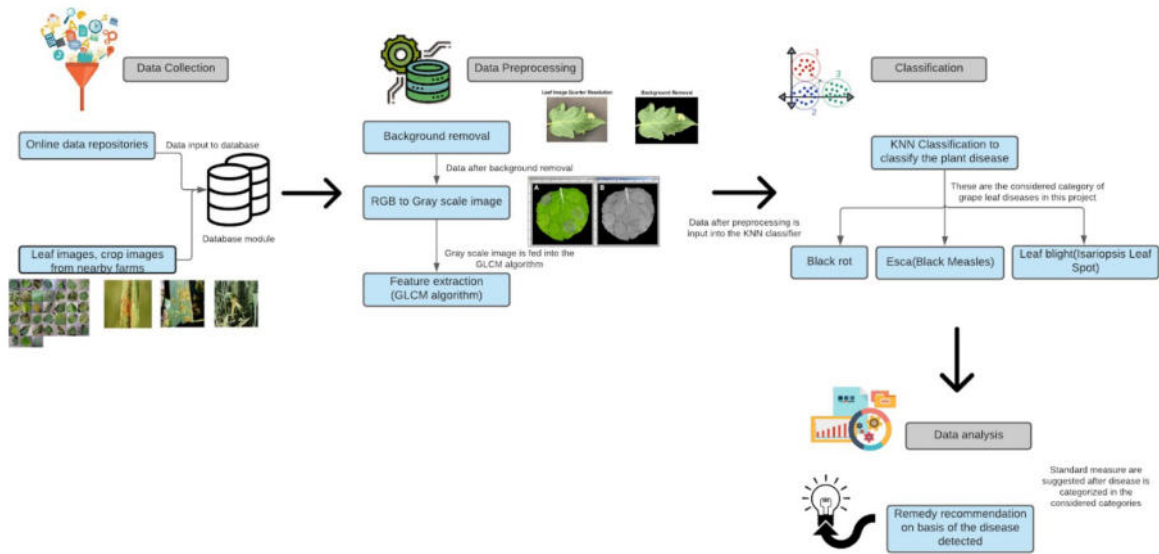 Data Collection
Online data repositories
Data input to database
Database module
Leaf images, crop images
from nearby farms
Data Preprocessing
Leaf Image Quarter Resolution
Background Removal
Background removal
Data after background removal
RGB to Gray scale image
A
B
Gray scale image is fed into the
GLCM algorithm
Feature extraction
(GLCM algorithm)
Data after preprocessing is
input into the KNN classifier
1
2
3
Classification
KNN Classification to
classify the plant disease
These are the considered category of
grape leaf diseases in this project
Black rot
Esca(Black Measles)
Leaf blight(Isariopsis Leaf
Spot)
Data analysis
Standard measure are
suggested after disease is
categorized in the
considered categories
Remedy recommendation
on basis of the disease
detected